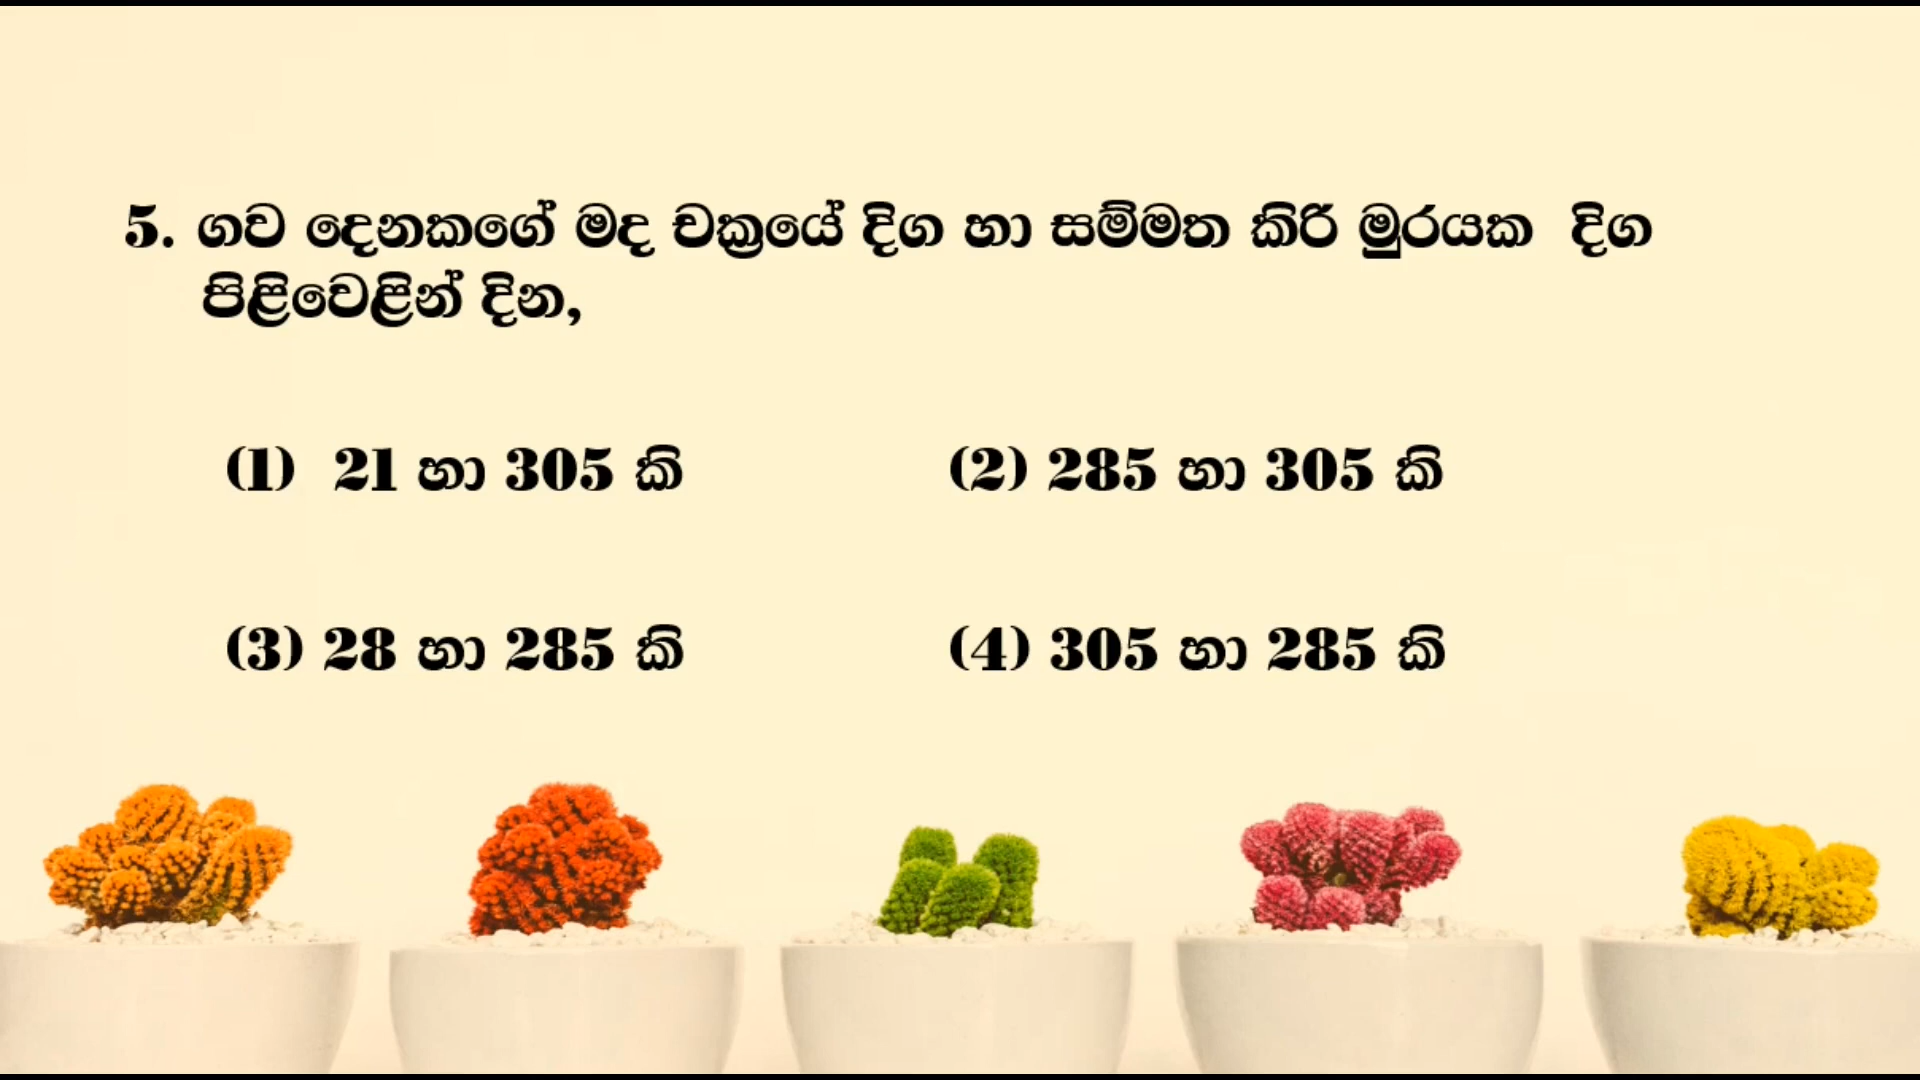 5. ගව දෙනකගේ මද චක්‍රයේ දිග හා සම්මත කිරි මුරයක දිග
පිළිවෙළින් දින,
(1) 21 හා 305 කි (2) 285 හා 305 කි
(3) 28 හා 285 කි (4) 305 හා 285 කි